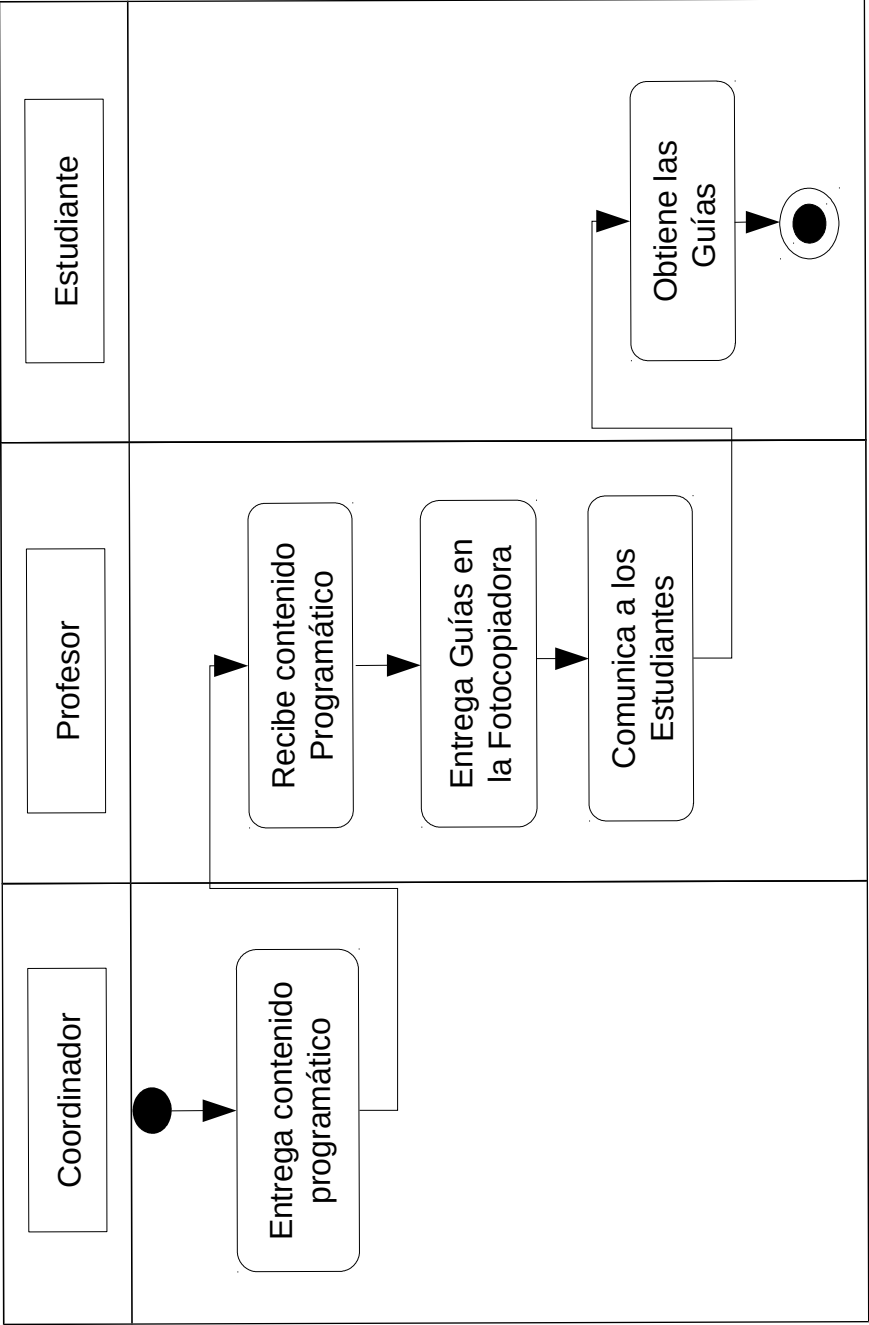 Coordinador
Profesor
Estudiante
Entrega contenido
programático
Recibe contenido
Programático
Entrega Guías en
la Fotocopiadora
Comunica a los
Estudiantes
Obtiene las
Guías